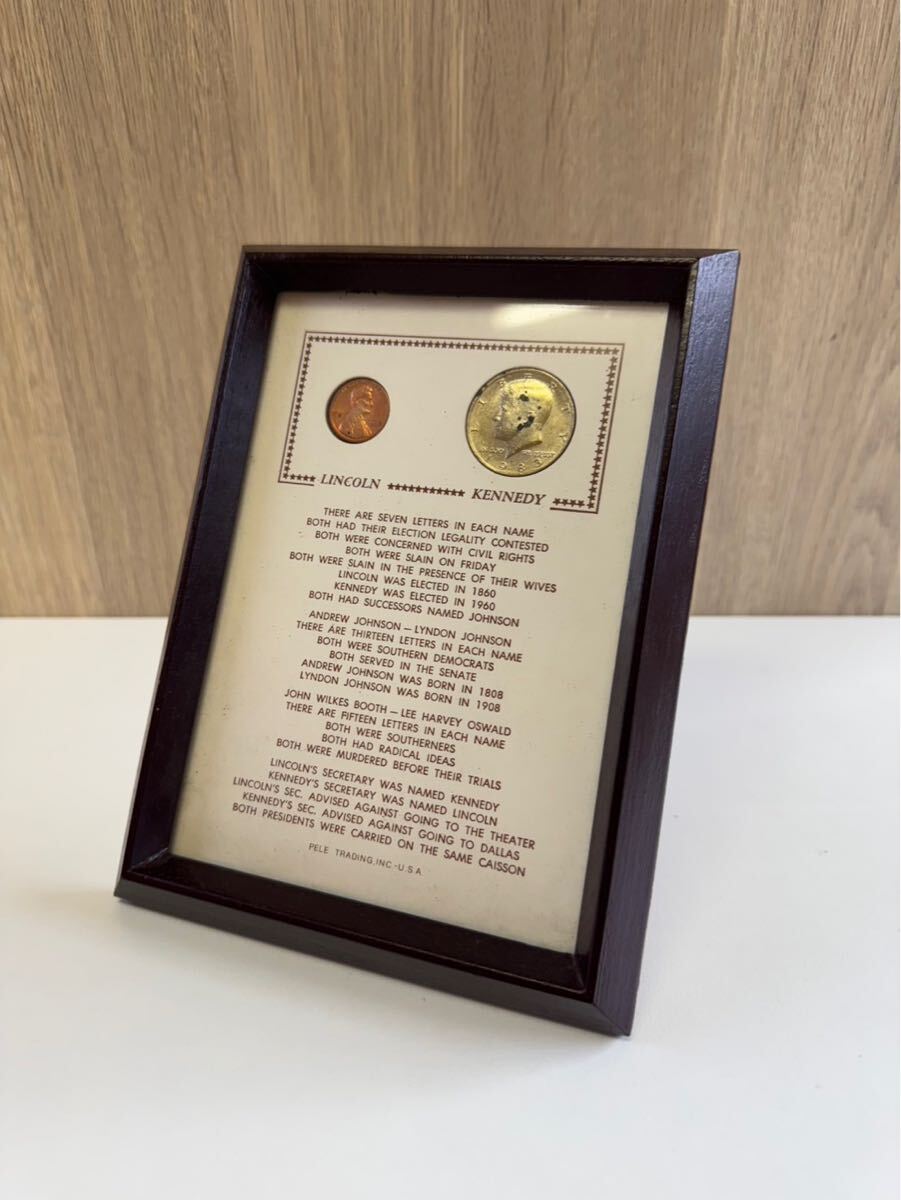 LIBERTY
1983
LINCOLN
KENNEDY
THERE ARE SEVEN LETTERS IN EACH NAME
BOTH HAD THEIR ELECTION LEGALITY CONTESTED
BOTH WERE CONCERNED WITH CIVIL RIGHTS
BOTH WERE SLAIN ON FRIDAY
BOTH WERE SLAIN IN THE PRESENCE OF THEIR WIVES
LINCOLN WAS ELECTED IN 1860
KENNEDY WAS ELECTED IN 1960
BOTH HAD SUCCESSORS NAMED JOHNSON
ANDREW JOHNSON — LYNDON JOHNSON
THERE ARE THIRTEEN LETTERS IN EACH NAME
BOTH WERE SOUTHERN DEMOCRATS
BOTH SERVED IN THE SENATE
ANDREW JOHNSON WAS BORN IN 1808
LYNDON JOHNSON WAS BORN IN 1908
JOHN WILKES BOOTH — LEE HARVEY OSWALD
THERE ARE FIFTEEN LETTERS IN EACH NAME
BOTH WERE SOUTHERNERS
BOTH HAD RADICAL IDEAS
BOTH WERE MURDERED BEFORE THEIR TRIALS
LINCOLN'S SECRETARY WAS NAMED KENNEDY
KENNEDY'S SECRETARY WAS NAMED LINCOLN
LINCOLN'S SEC. ADVISED AGAINST GOING TO THE THEATER
KENNEDY'S SEC. ADVISED AGAINST GOING TO DALLAS
BOTH PRESIDENTS WERE CARRIED ON THE SAME CAISSON
PELE TRADING, INC - U.S.A.